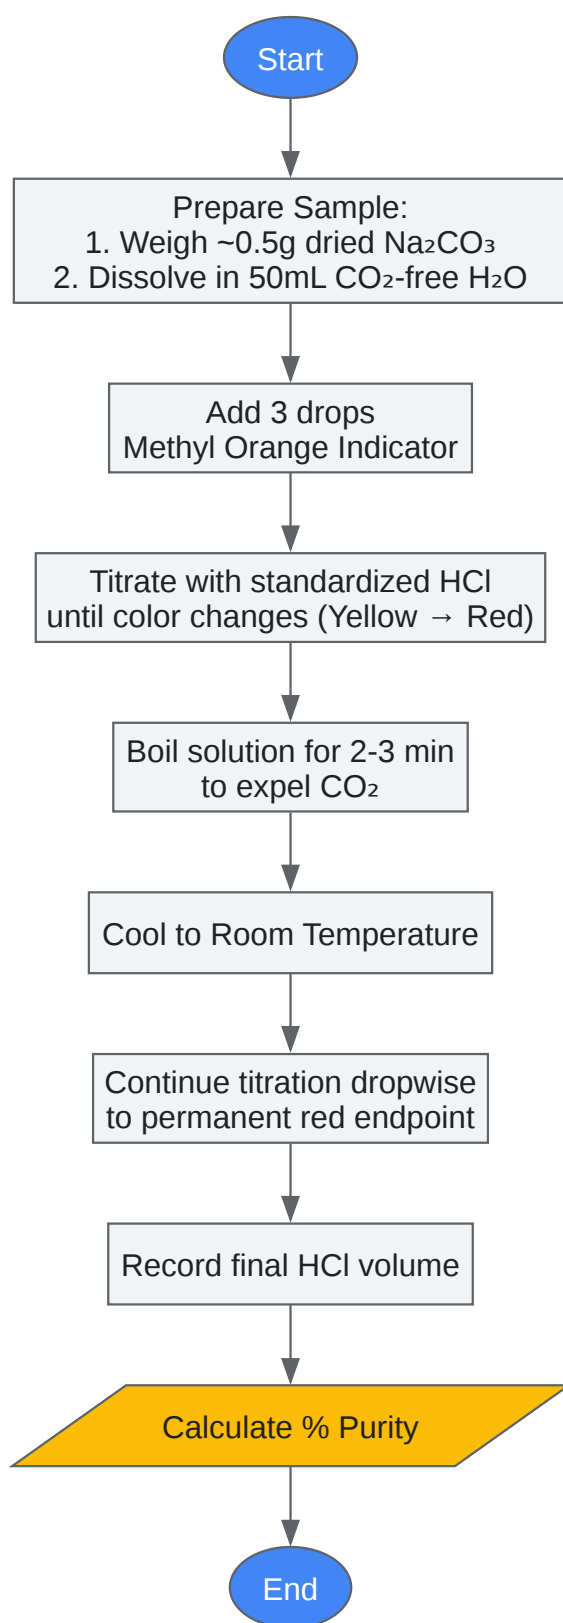 Start
Prepare Sample:
1. Weigh ~0.5g dried Na₂CO₃
2. Dissolve in 50mL CO₂-free H₂O
Add 3 drops
Methyl Orange Indicator
Titrate with standardized HCl
until color changes (Yellow → Red)
Boil solution for 2-3 min
to expel CO₂
Cool to Room Temperature
Continue titration dropwise
to permanent red endpoint
Record final HCl volume
Calculate % Purity
End